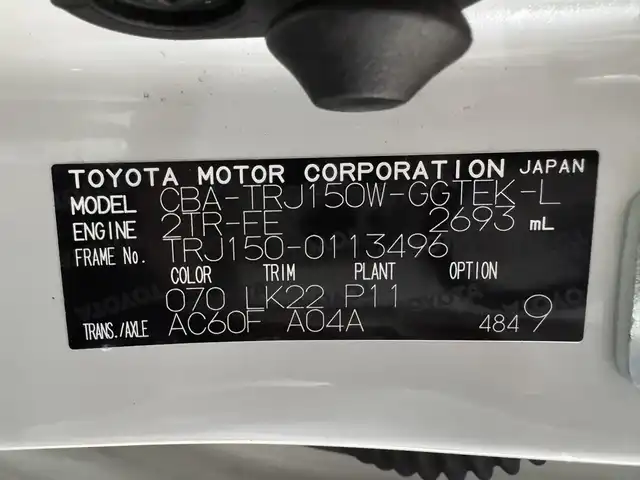 TOYOTA MOTOR CORPORATION JAPAN
MODEL CBA-TRJ150W-GGTEK-L
ENGINE 2TR-FE 2693 mL
FRAME No. TRJ150-0113496
COLOR TRIM PLANT OPTION
070 LK22 P11
TRANS./AXLE AC60F A04A 4849